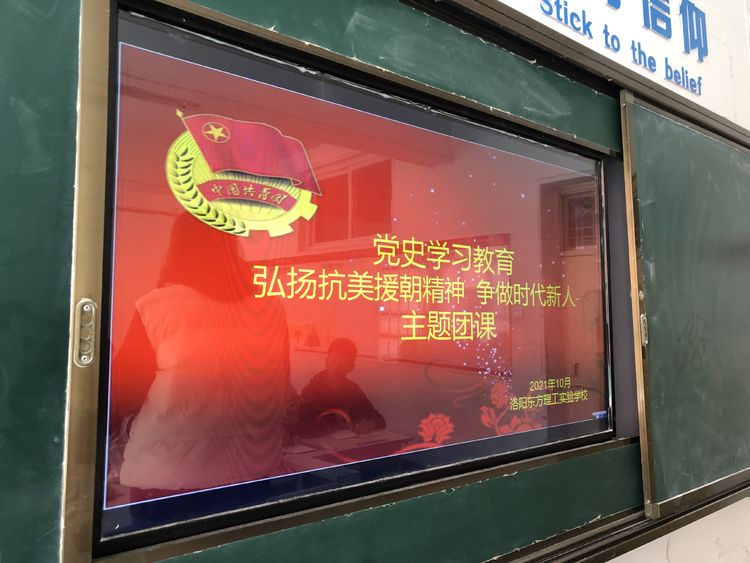 信仰
Stick to the belief
中国共青团
党史学习教育
弘扬抗美援朝精神 争做时代新人
主题团课
2021年10月
洛阳东方理工实验学校